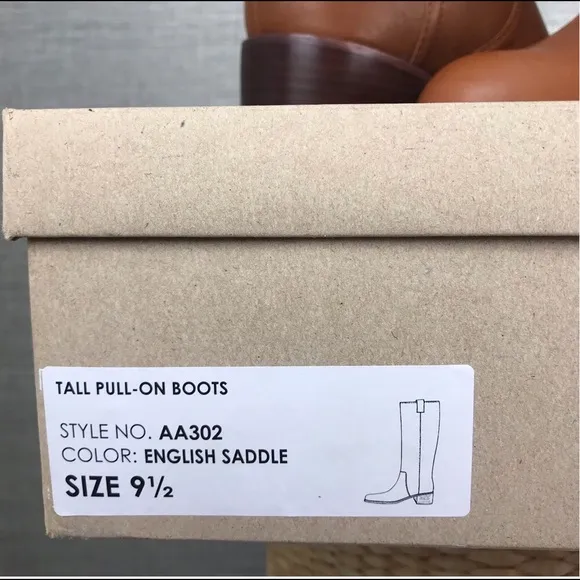 TALL PULL-ON BOOTS
STYLE NO. AA302
COLOR: ENGLISH SADDLE
SIZE 9½